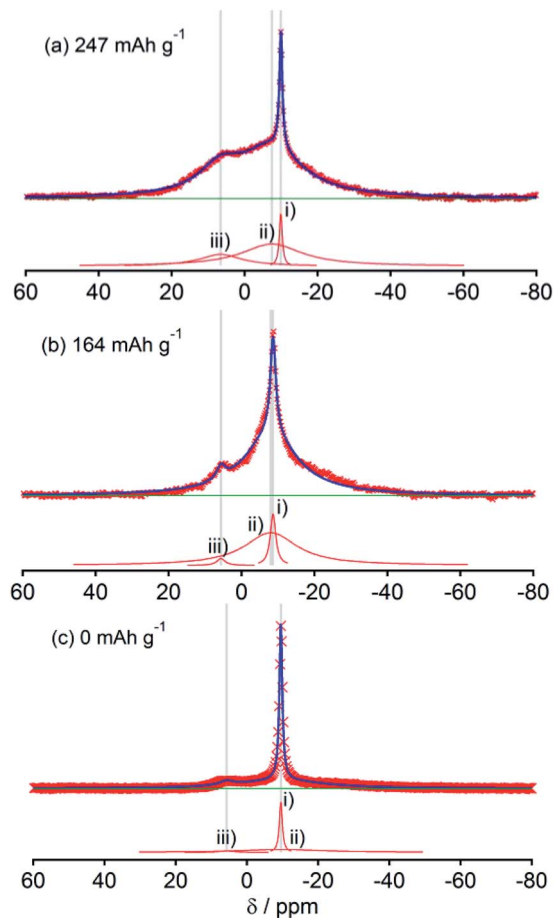 (a) 247 mAh g⁻¹
i)
ii)
iii)
60 40 20 0 -20 -40 -60 -80
(b) 164 mAh g⁻¹
i)
ii)
iii)
60 40 20 0 -20 -40 -60 -80
(c) 0 mAh g⁻¹
i)
iii) ii)
60 40 20 0 -20 -40 -60 -80
δ / ppm